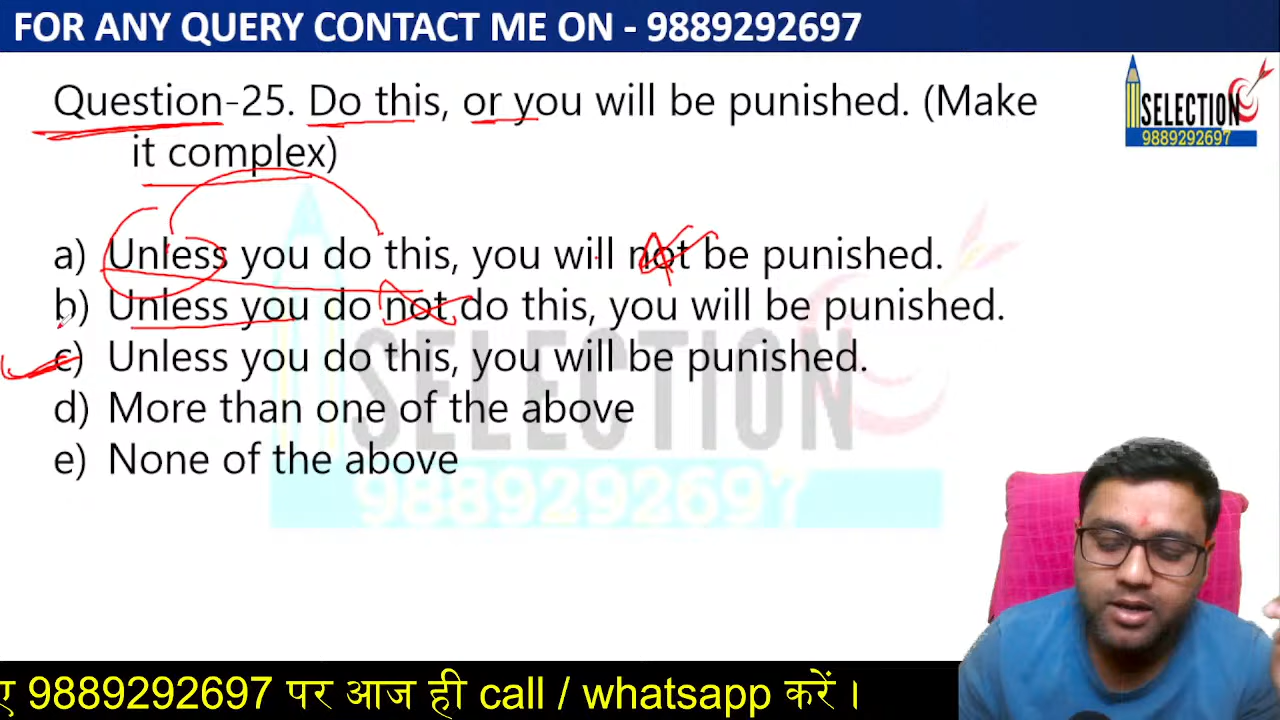 FOR ANY QUERY CONTACT ME ON - 9889292697
SELECTION
9889292697
Question-25. Do this, or you will be punished. (Make
it complex)
a) Unless you do this, you will not be punished.
b) Unless you do not do this, you will be punished.
c) Unless you do this, you will be punished.
d) More than one of the above
e) None of the above
SELECTION
9889292697
ए 9889292697 पर आज ही call / whatsapp करें ।